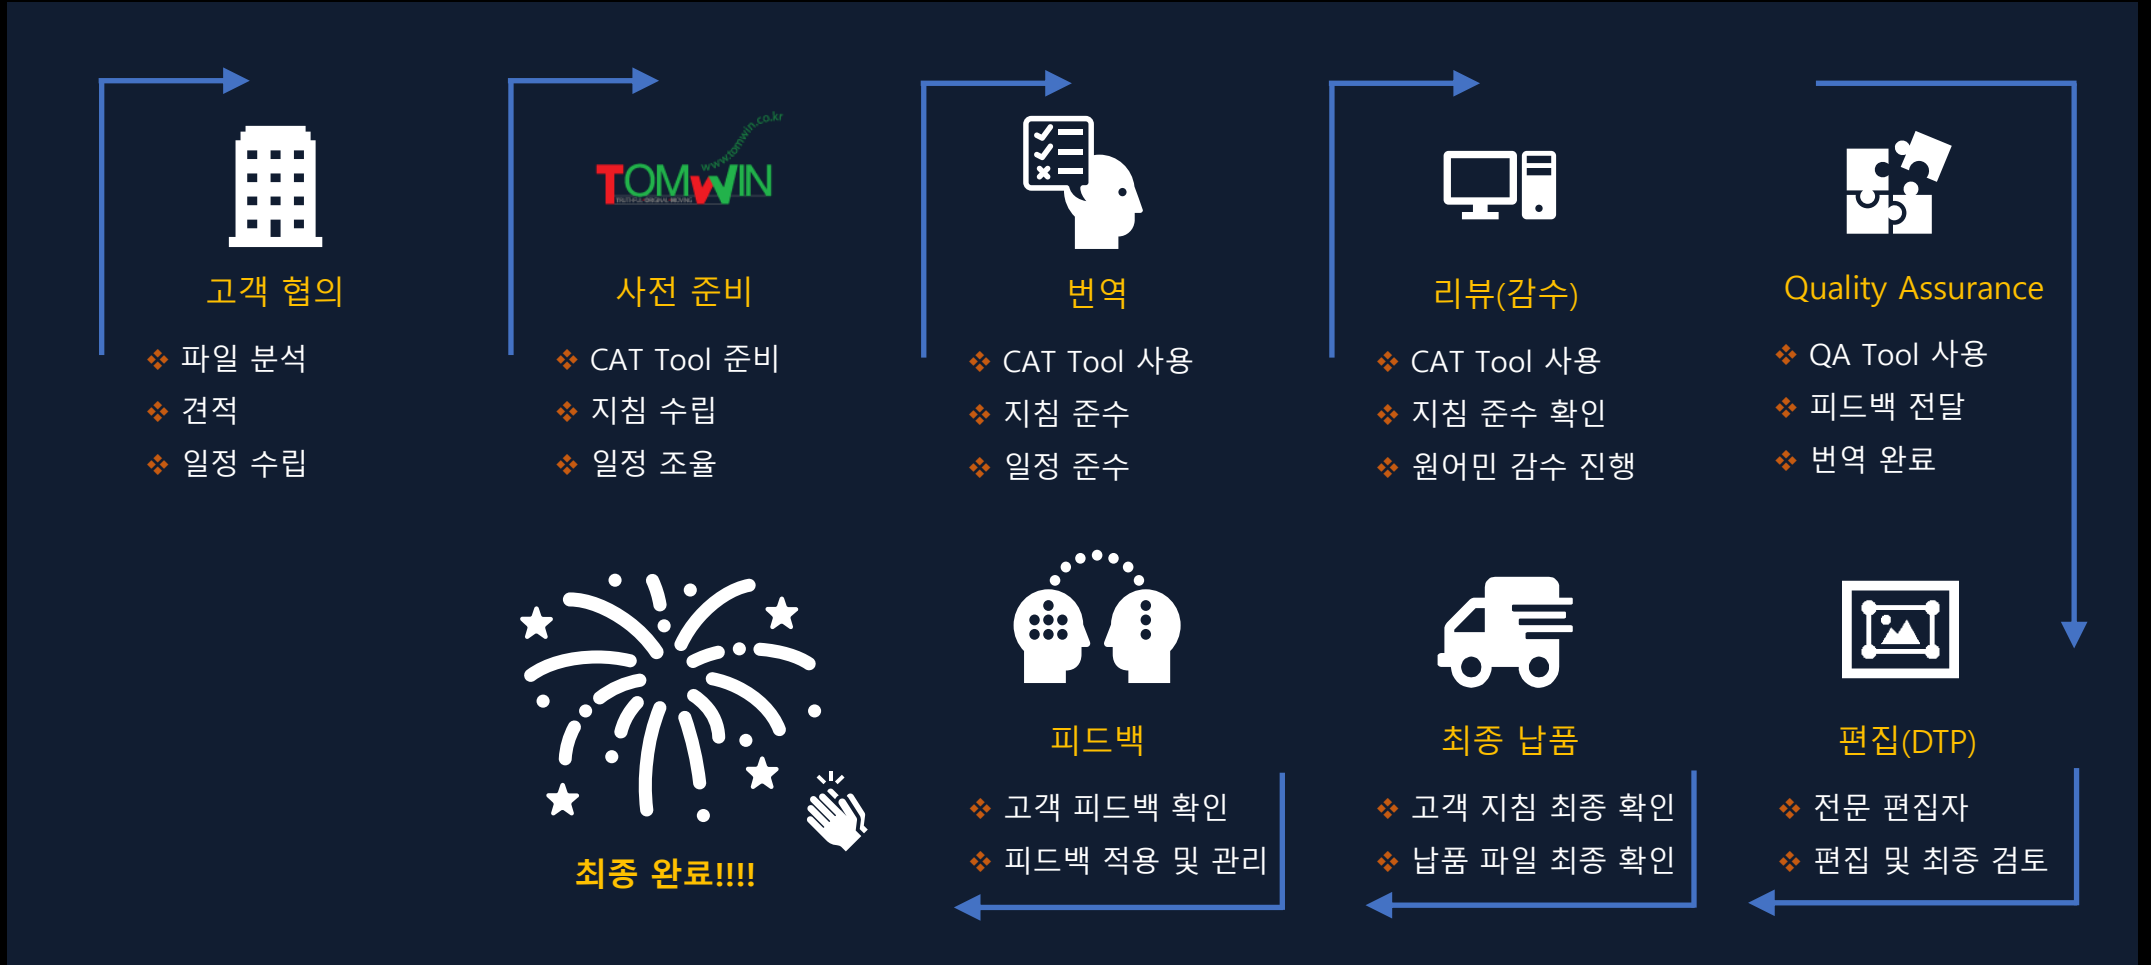 고객 협의
파일 분석
견적
일정 수립
www.tomwin.co.kr
TOMWIN
TRUTHFUL ORIGINAL MOVING
사전 준비
CAT Tool 준비
지침 수립
일정 조율
번역
CAT Tool 사용
지침 준수
일정 준수
리뷰(감수)
CAT Tool 사용
지침 준수 확인
원어민 감수 진행
Quality Assurance
QA Tool 사용
피드백 전달
번역 완료
편집(DTP)
전문 편집자
편집 및 최종 검토
최종 납품
고객 지침 최종 확인
납품 파일 최종 확인
피드백
고객 피드백 확인
피드백 적용 및 관리
최종 완료!!!!